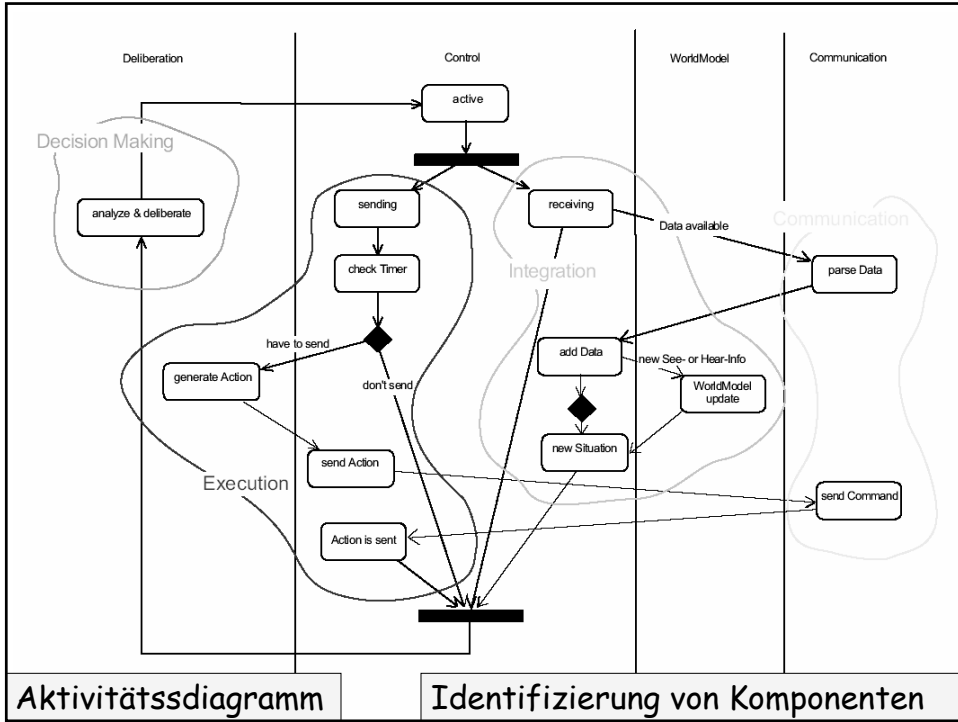 Deliberation
Control
WorldModel
Communication
active
Decision Making
analyze & deliberate
sending
receiving
Data available
Communication
check Timer
Integration
parse Data
have to send
add Data
new See- or Hear-Info
generate Action
don't send
WorldModel
update
new Situation
send Action
Execution
send Command
Action is sent
Aktivitätssdiagramm
Identifizierung von Komponenten